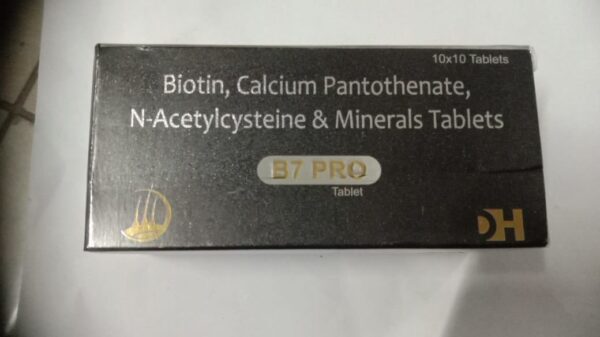 10x10 Tablets
Biotin, Calcium Pantothenate,
N-Acetylcysteine & Minerals Tablets
B7 PRO
Tablet
DH